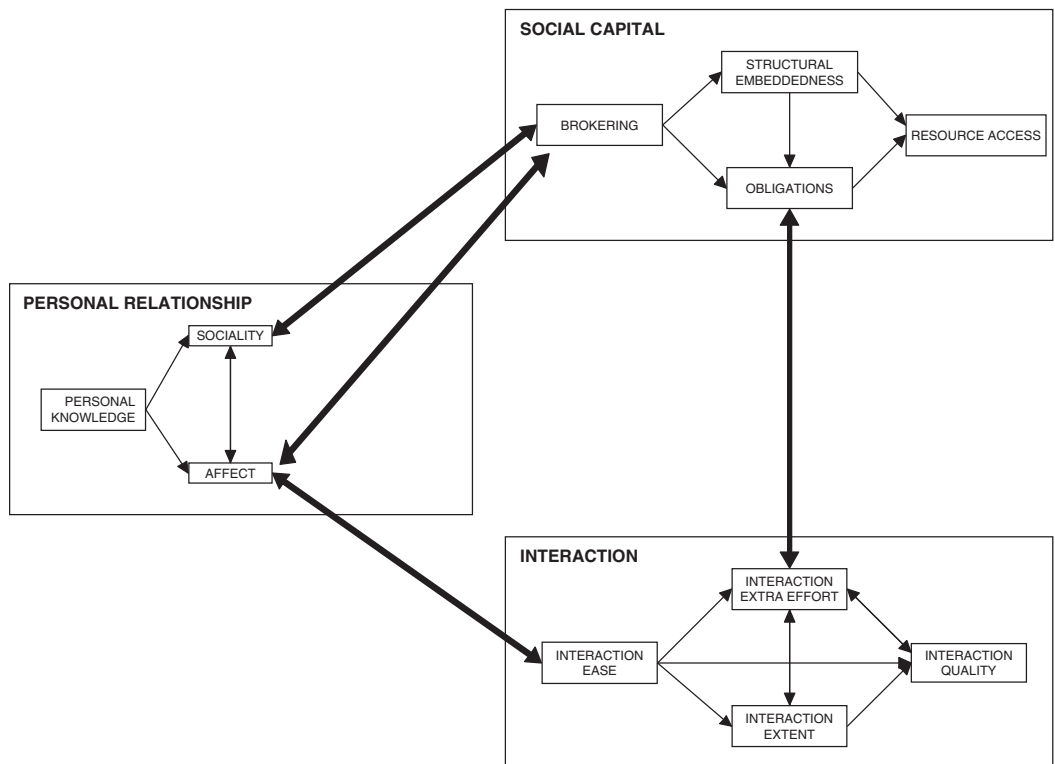 SOCIAL CAPITAL
STRUCTURAL
EMBEDDEDNESS
BROKERING
RESOURCE ACCESS
OBLIGATIONS
PERSONAL RELATIONSHIP
SOCIALITY
PERSONAL
KNOWLEDGE
AFFECT
INTERACTION
INTERACTION
EXTRA EFFORT
INTERACTION
EASE
INTERACTION
QUALITY
INTERACTION
EXTENT